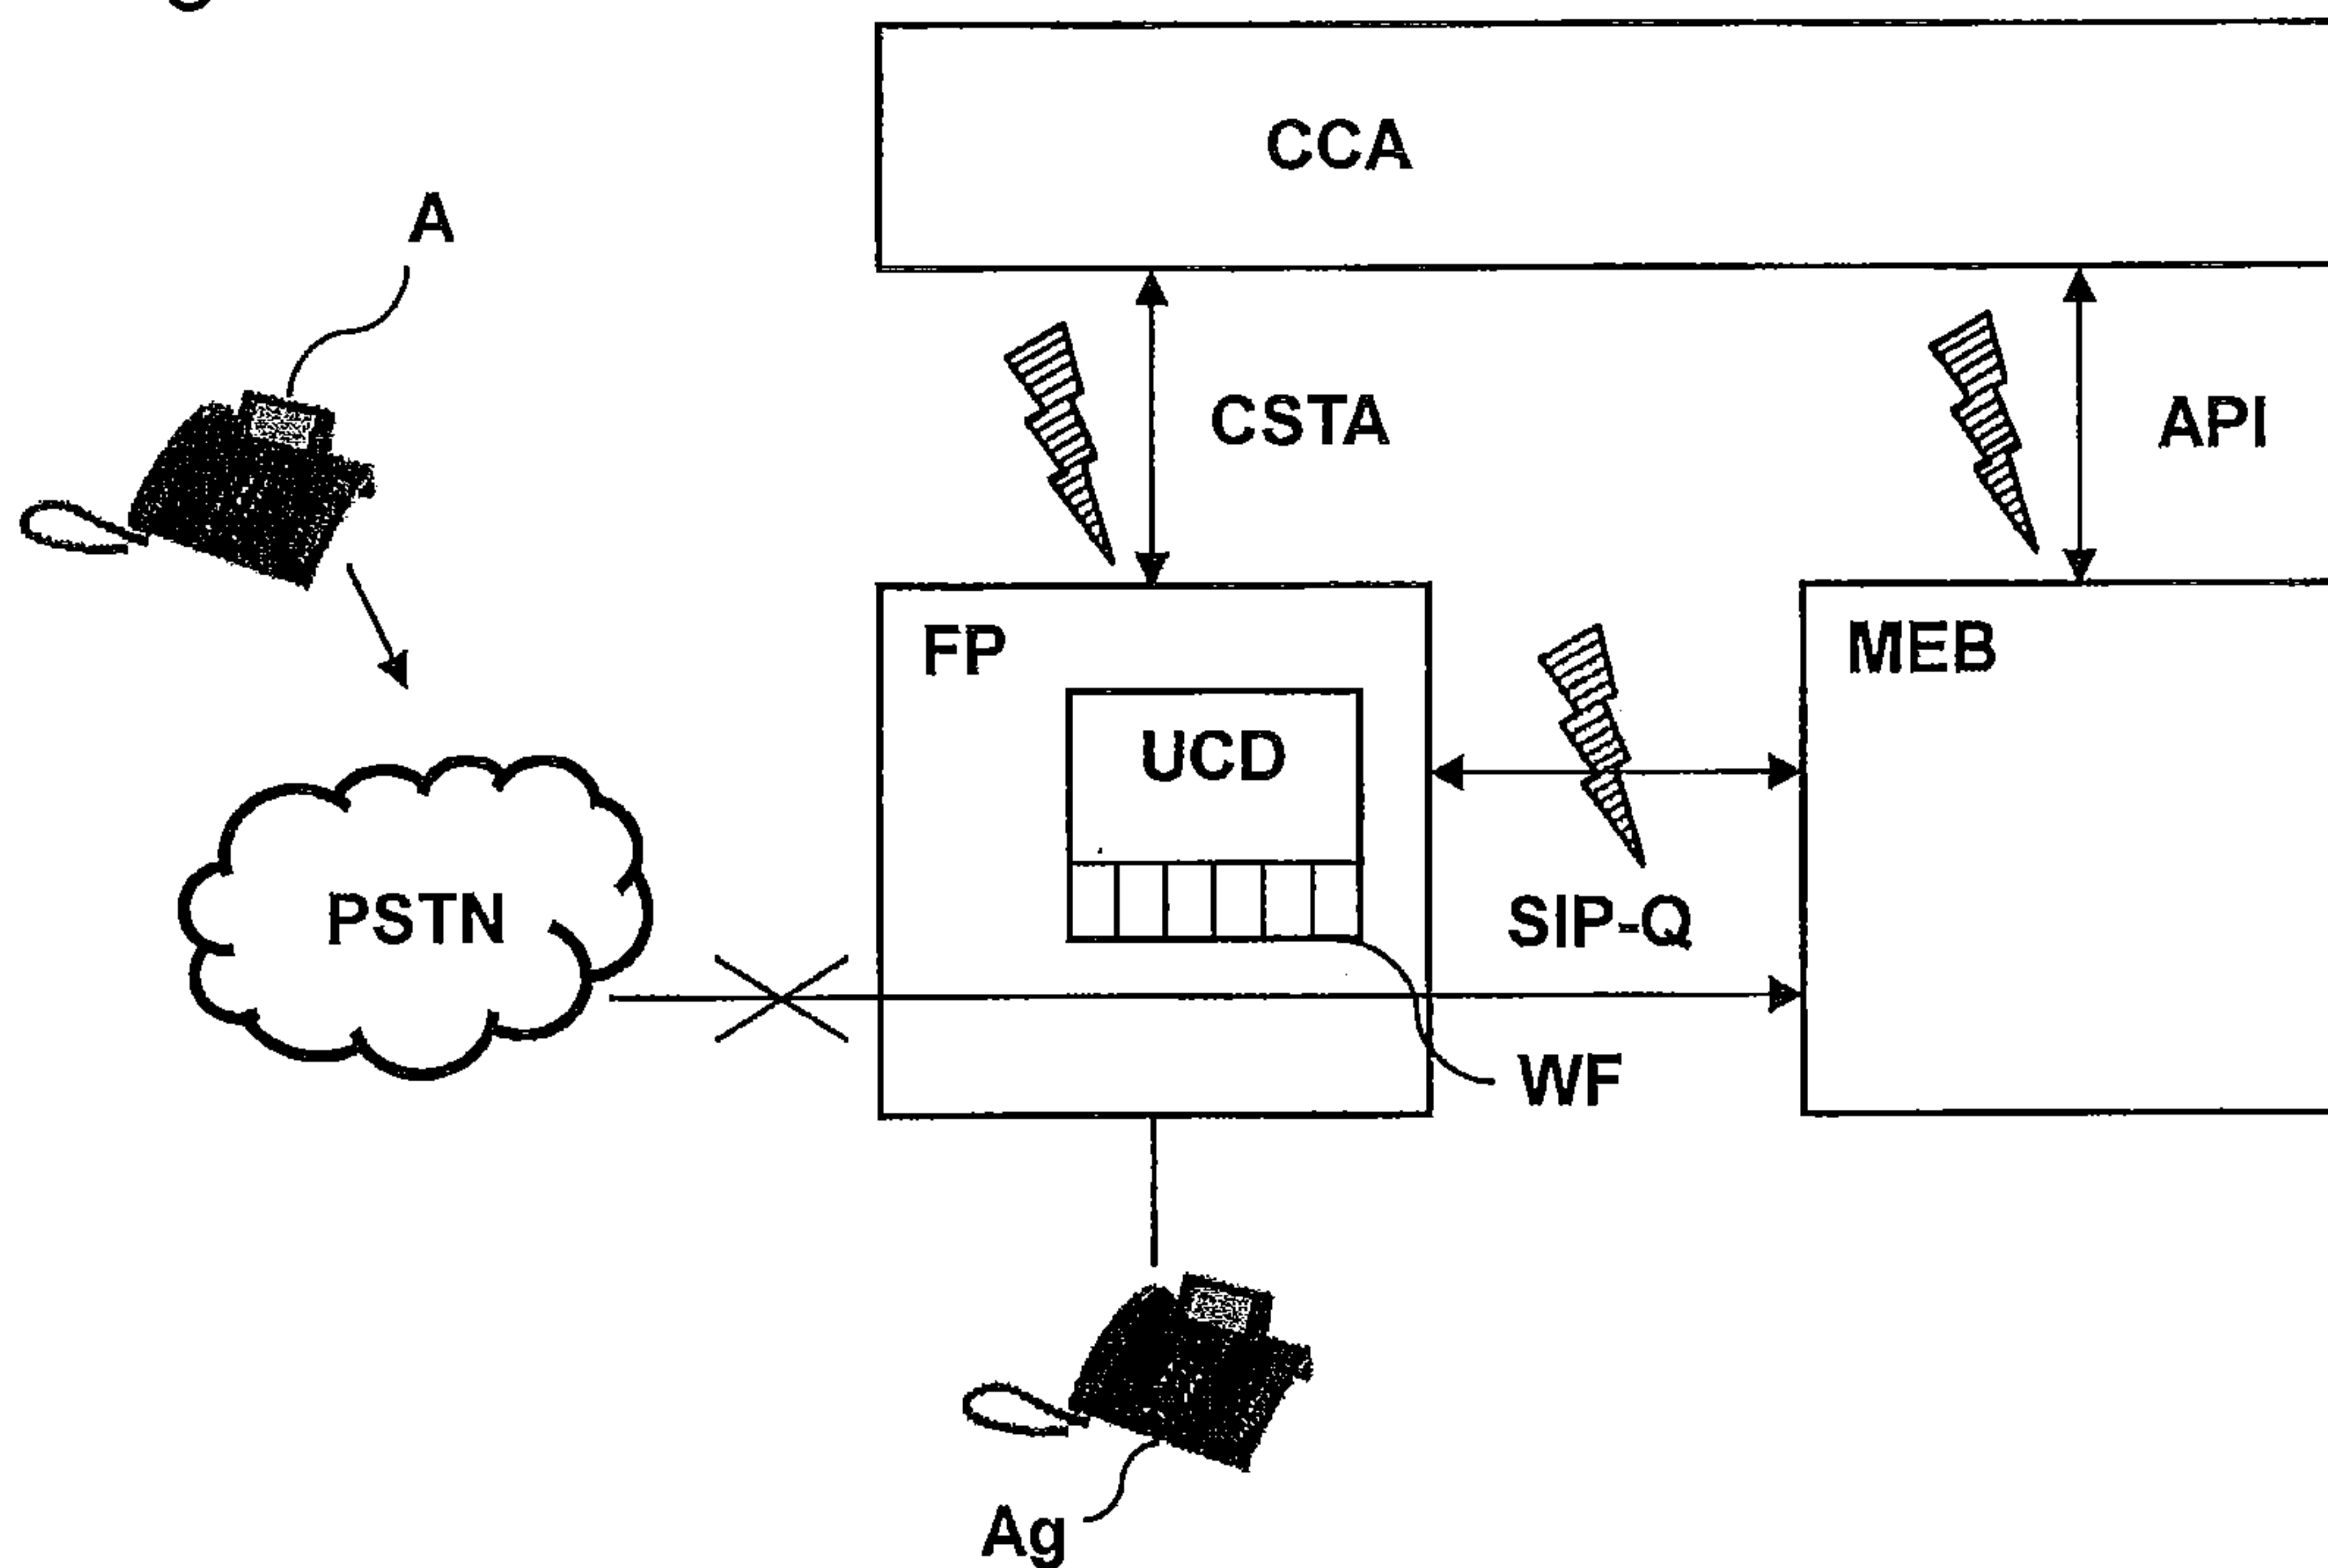 CCA
A
CSTA
API
FP
MEB
UCD
PSTN
SIP-Q
WF
Ag